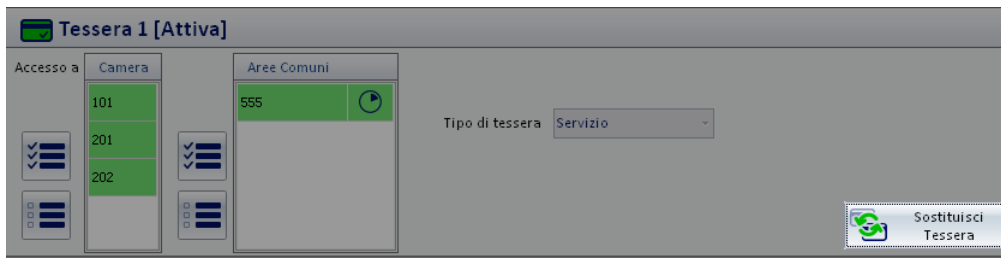 Tessera 1 [Attiva]
Accesso a
Camera
Aree Comuni
101
555
201
202
Tipo di tessera
Servizio
Sostituisci
Tessera